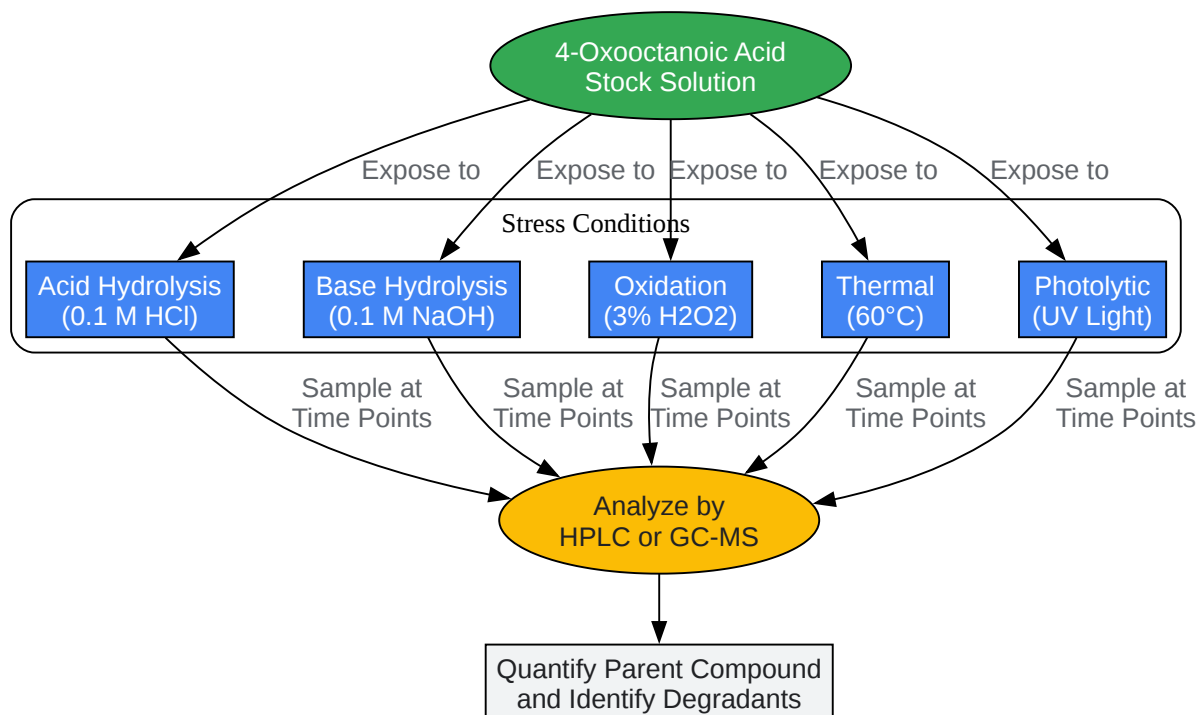 4-Oxooctanoic Acid
Stock Solution
Expose to
Expose to
Expose to
Expose to
Expose to
Stress Conditions
Acid Hydrolysis
(0.1 M HCl)
Base Hydrolysis
(0.1 M NaOH)
Oxidation
(3% H2O2)
Thermal
(60°C)
Photolytic
(UV Light)
Sample at
Time Points
Sample at
Time Points
Sample at
Time Points
Sample at
Time Points
Sample at
Time Points
Analyze by
HPLC or GC-MS
Quantify Parent Compound
and Identify Degradants